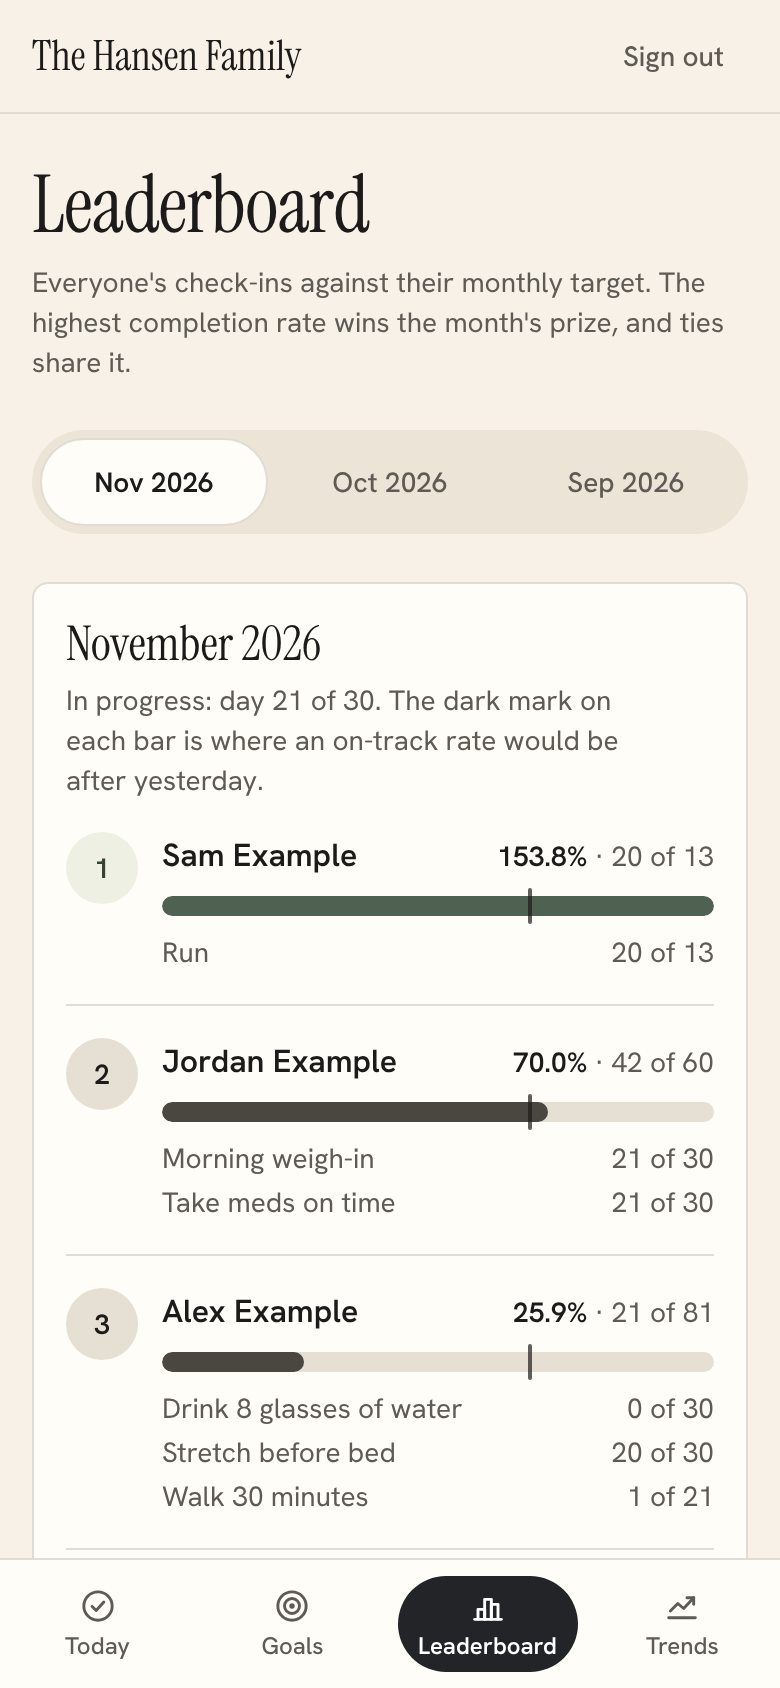 The Hansen Family
Sign out
Leaderboard
Everyone's check-ins against their monthly target. The
highest completion rate wins the month's prize, and ties
share it.
Nov 2026
Oct 2026
Sep 2026
November 2026
In progress: day 21 of 30. The dark mark on
each bar is where an on-track rate would be
after yesterday.
1
Sam Example
153.8% · 20 of 13
Run
20 of 13
2
Jordan Example
70.0% · 42 of 60
Morning weigh-in
21 of 30
Take meds on time
21 of 30
3
Alex Example
25.9% · 21 of 81
Drink 8 glasses of water
0 of 30
Stretch before bed
20 of 30
Walk 30 minutes
1 of 21
Today
Goals
Leaderboard
Trends